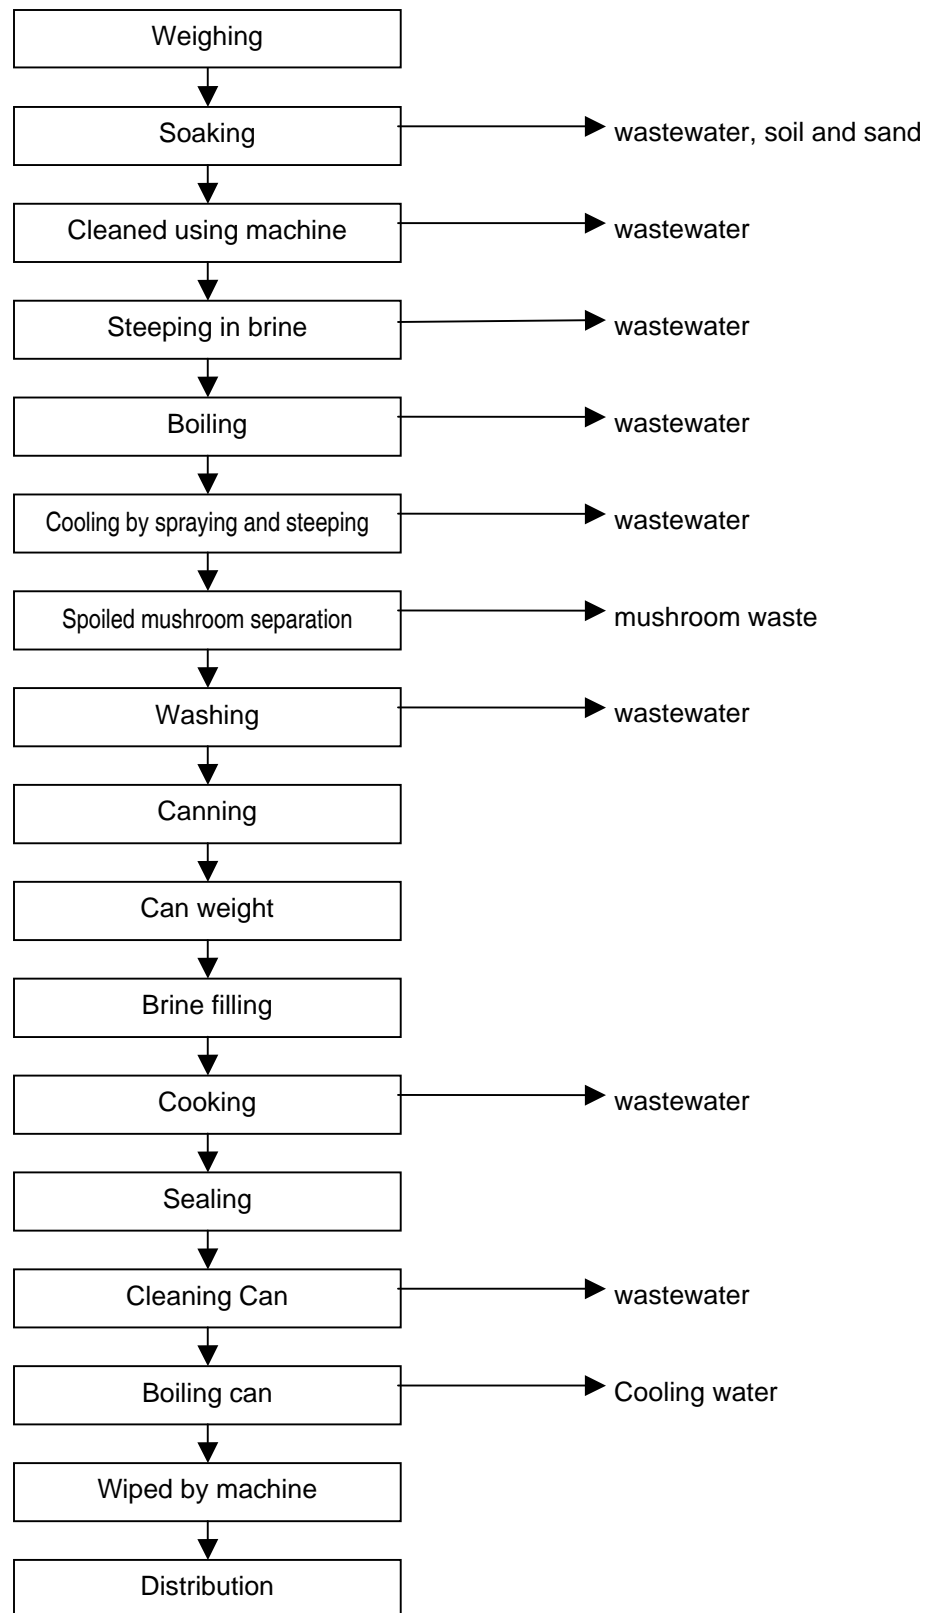 Weighing
Soaking
wastewater, soil and sand
Cleaned using machine
wastewater
Steeping in brine
wastewater
Boiling
wastewater
Cooling by spraying and steeping
wastewater
Spoiled mushroom separation
mushroom waste
Washing
wastewater
Canning
Can weight
Brine filling
Cooking
wastewater
Sealing
Cleaning Can
wastewater
Boiling can
Cooling water
Wiped by machine
Distribution